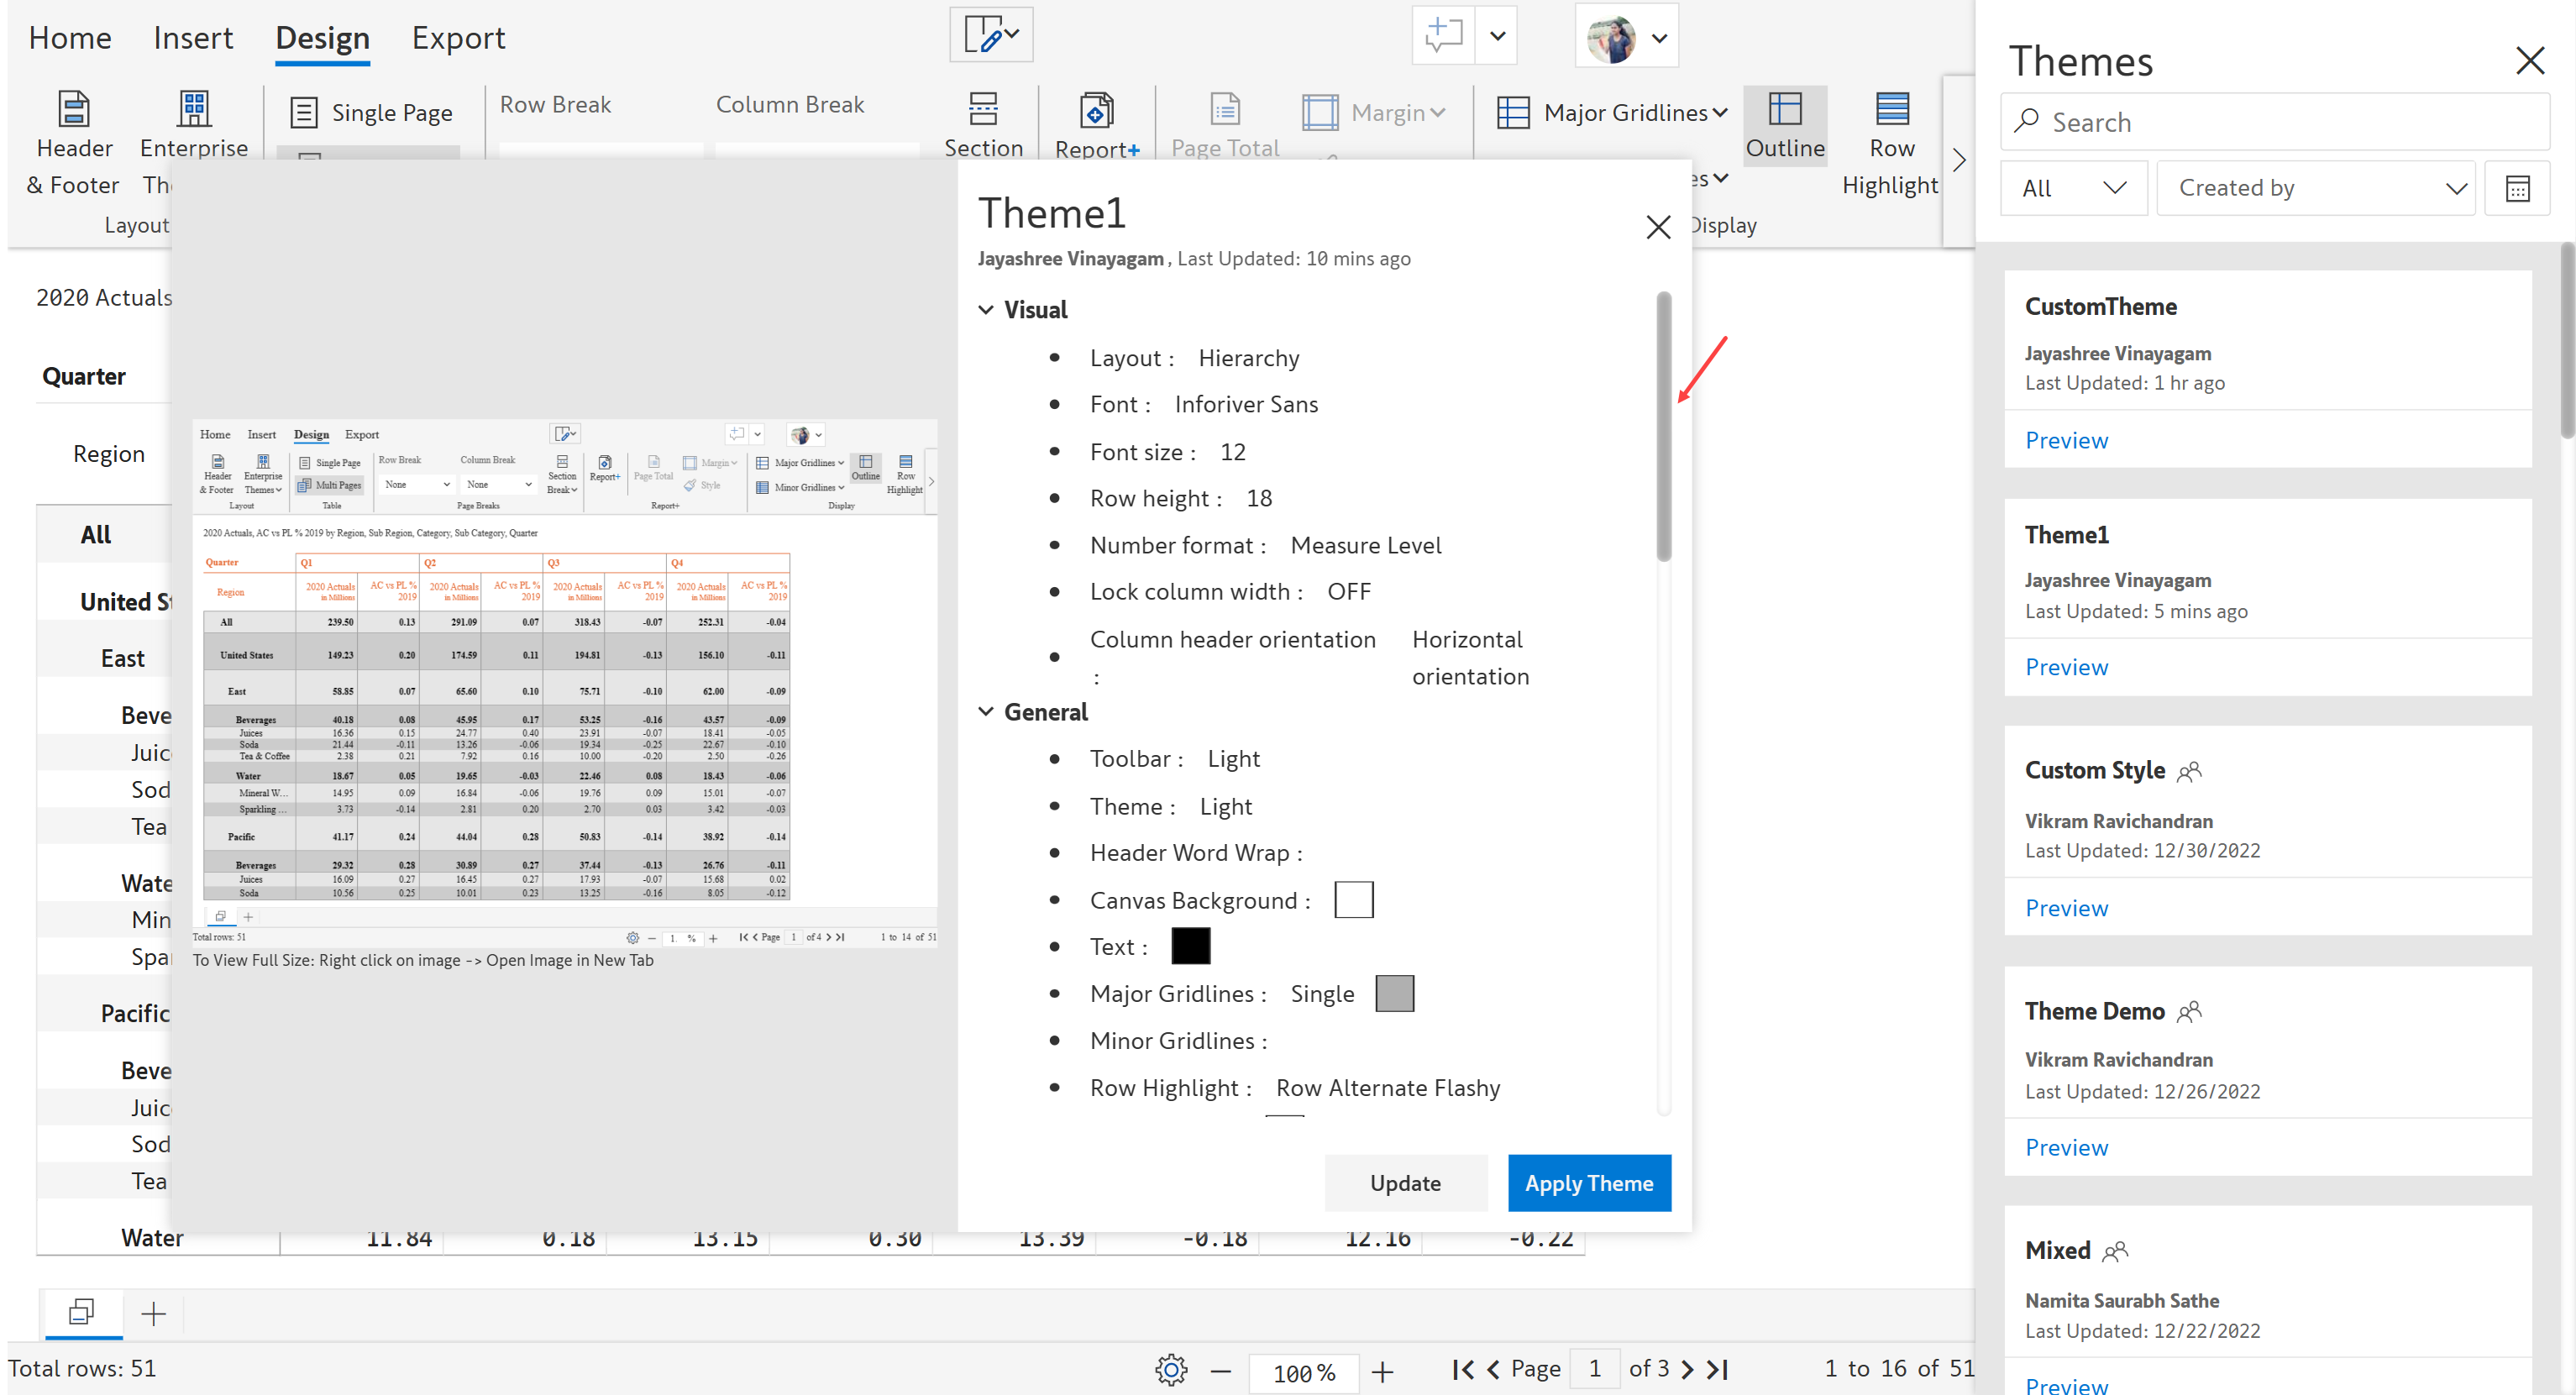 Home Insert Design Export
Header & Footer
Enterprise
Layout
Single Page
Row Break
Column Break
Section
Report+
Page Total
Margin
Major Gridlines
Outline
Row Highlight
Display
2020 Actuals
Quarter
Region
All
East
Pacific
Water 11.84 0.18 13.15 0.30 13.39 -0.18 12.16 -0.22
Home Insert Design Export
Header & Footer
Enterprise Themes
Layout
Single Page
Multi Pages
Table
Row Break
None
Column Break
None
Page Breaks
Section Break
Report+
Page Total
Margin
Style
Report+
Major Gridlines
Minor Gridlines
Outline
Row Highlight
Display
2020 Actuals, AC vs PL % 2019 by Region, Sub Region, Category, Sub Category, Quarter
Quarter Q1 Q2 Q3 Q4
Region 2020 Actuals in Millions AC vs PL % 2019 2020 Actuals in Millions AC vs PL % 2019 2020 Actuals in Millions AC vs PL % 2019 2020 Actuals in Millions AC vs PL % 2019
All 239.50 0.13 291.09 0.07 318.43 -0.07 252.31 -0.04
United States 149.23 0.20 174.59 0.11 194.81 -0.13 156.10 -0.11
East 58.85 0.07 65.60 0.10 75.71 -0.10 62.00 -0.09
Beverages 40.18 0.08 45.95 0.17 53.25 -0.16 43.57 -0.09
Juices 16.36 0.15 24.77 0.40 23.91 -0.07 18.41 -0.05
Soda 21.44 -0.11 13.26 -0.06 19.34 -0.25 22.67 -0.10
Tea & Coffee 2.38 0.21 7.92 0.16 10.00 -0.20 2.50 -0.26
Water 18.67 0.05 19.65 -0.03 22.46 0.08 18.43 -0.06
Mineral W... 14.95 0.09 16.84 -0.06 19.76 0.09 15.01 -0.07
Sparkling ... 3.73 -0.14 2.81 0.20 2.70 0.03 3.42 -0.03
Pacific 41.17 0.24 44.04 0.28 50.83 -0.14 38.92 -0.14
Beverages 29.32 0.28 30.89 0.27 37.44 -0.13 26.76 -0.11
Juices 16.09 0.27 16.45 0.27 17.93 -0.07 15.68 0.02
Soda 10.56 0.25 10.01 0.23 13.25 -0.16 8.05 -0.12
Total rows: 51
1. %
Page 1 of 4
1 to 14 of 51
To View Full Size: Right click on image -> Open Image in New Tab
Theme1
Jayashree Vinayagam , Last Updated: 10 mins ago
Visual
• Layout : Hierarchy
• Font : Inforiver Sans
• Font size : 12
• Row height : 18
• Number format : Measure Level
• Lock column width : OFF
• Column header orientation : Horizontal orientation
General
• Toolbar : Light
• Theme : Light
• Header Word Wrap :
• Canvas Background :
• Text :
• Major Gridlines : Single
• Minor Gridlines :
• Row Highlight : Row Alternate Flashy
Update
Apply Theme
Total rows: 51
100 %
Page 1 of 3
1 to 16 of 51
Themes
Search
All
Created by
CustomTheme
Jayashree Vinayagam
Last Updated: 1 hr ago
Preview
Theme1
Jayashree Vinayagam
Last Updated: 5 mins ago
Preview
Custom Style
Vikram Ravichandran
Last Updated: 12/30/2022
Preview
Theme Demo
Vikram Ravichandran
Last Updated: 12/26/2022
Preview
Mixed
Namita Saurabh Sathe
Last Updated: 12/22/2022
Preview